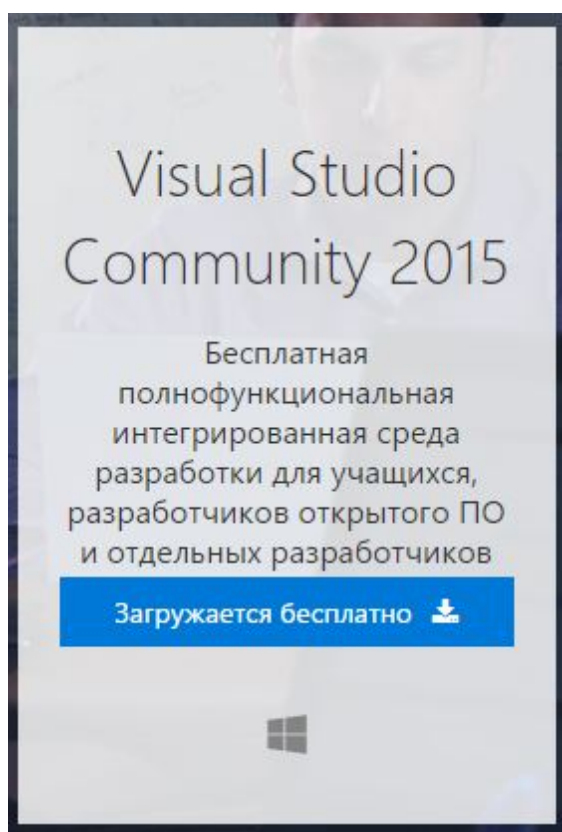 Visual Studio
Community 2015
Бесплатная
полнофункциональная
интегрированная среда
разработки для учащихся,
разработчиков открытого ПО
и отдельных разработчиков
Загружается бесплатно